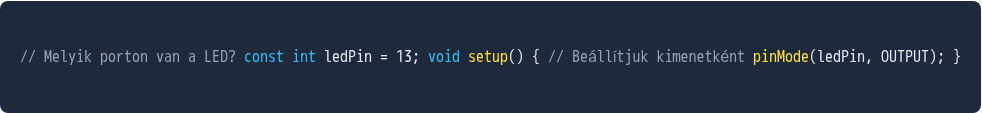 // Melyik porton van a LED? const int ledPin = 13; void setup() { // Beállítjuk kimenetként pinMode(ledPin, OUTPUT); }